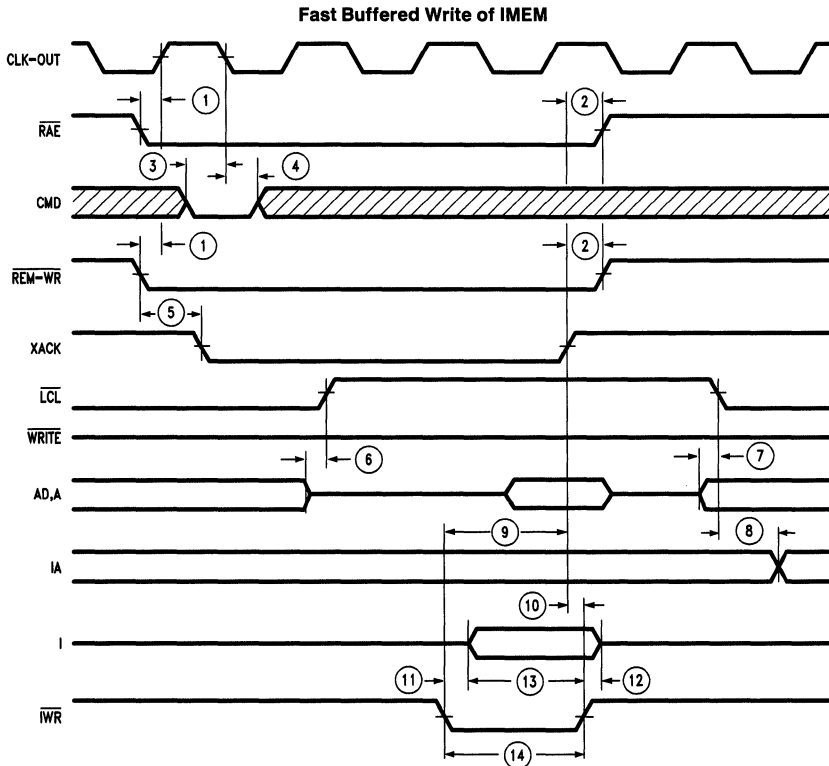 Fast Buffered Write of IMEM
CLK-OUT
1
2
RAE
3
4
CMD
1
2
REM-WR
5
XACK
LCL
WRITE
6
7
AD,A
9
8
IA
10
I
11
13
12
IWR
14